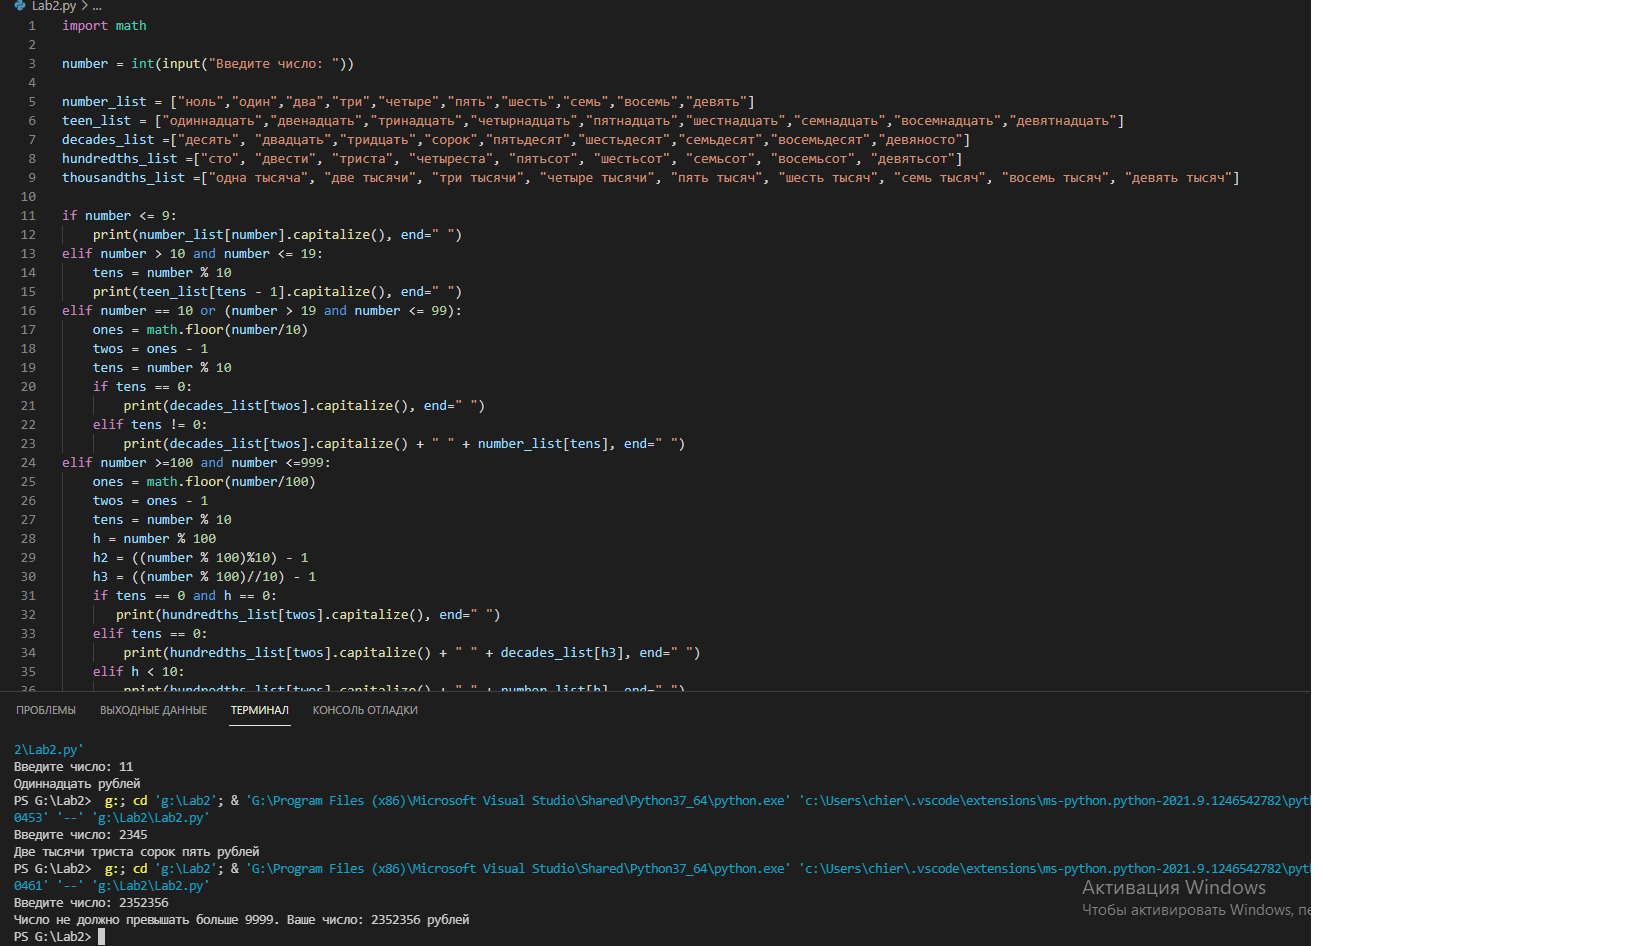 Lab2.py > ...
1 import math
2
3 number = int(input("Введите число: "))
4
5 number_list = ["ноль","один","два","три","четыре","пять","шесть","семь","восемь","девять"]
6 teen_list = ["одиннадцать","двенадцать","тринадцать","четырнадцать","пятнадцать","шестнадцать","семнадцать","восемнадцать","девятнадцать"]
7 decades_list =["десять", "двадцать","тридцать","сорок","пятьдесят","шестьдесят","семьдесят","восемьдесят","девяносто"]
8 hundredths_list =["сто", "двести", "триста", "четыреста", "пятьсот", "шестьсот", "семьсот", "восемьсот", "девятьсот"]
9 thousandths_list =["одна тысяча", "две тысячи", "три тысячи", "четыре тысячи", "пять тысяч", "шесть тысяч", "семь тысяч", "восемь тысяч", "девять тысяч"]
10
11 if number <= 9:
12 print(number_list[number].capitalize(), end=" ")
13 elif number > 10 and number <= 19:
14 tens = number % 10
15 print(teen_list[tens - 1].capitalize(), end=" ")
16 elif number == 10 or (number > 19 and number <= 99):
17 ones = math.floor(number/10)
18 twos = ones - 1
19 tens = number % 10
20 if tens == 0:
21 print(decades_list[twos].capitalize(), end=" ")
22 elif tens != 0:
23 print(decades_list[twos].capitalize() + " " + number_list[tens], end=" ")
24 elif number >=100 and number <=999:
25 ones = math.floor(number/100)
26 twos = ones - 1
27 tens = number % 10
28 h = number % 100
29 h2 = ((number % 100)%10) - 1
30 h3 = ((number % 100)//10) - 1
31 if tens == 0 and h == 0:
32 print(hundredths_list[twos].capitalize(), end=" ")
33 elif tens == 0:
34 print(hundredths_list[twos].capitalize() + " " + decades_list[h3], end=" ")
35 elif h < 10:
36 print(hundredths_list[twos].capitalize() + " " + number_list[h], end=" ")
ПРОБЛЕМЫ ВЫХОДНЫЕ ДАННЫЕ ТЕРМИНАЛ КОНСОЛЬ ОТЛАДКИ
2\Lab2.py'
Введите число: 11
Одиннадцать рублей
PS G:\Lab2> g:; cd 'g:\Lab2'; & 'G:\Program Files (x86)\Microsoft Visual Studio\Shared\Python37_64\python.exe' 'c:\Users\chier\.vscode\extensions\ms-python.python-2021.9.1246542782\pyt
0453' '--' 'g:\Lab2\Lab2.py'
Введите число: 2345
Две тысячи триста сорок пять рублей
PS G:\Lab2> g:; cd 'g:\Lab2'; & 'G:\Program Files (x86)\Microsoft Visual Studio\Shared\Python37_64\python.exe' 'c:\Users\chier\.vscode\extensions\ms-python.python-2021.9.1246542782\pyt
0461' '--' 'g:\Lab2\Lab2.py'
Введите число: 2352356
Число не должно превышать больше 9999. Ваше число: 2352356 рублей
PS G:\Lab2>
Активация Windows
Чтобы активировать Windows, пе